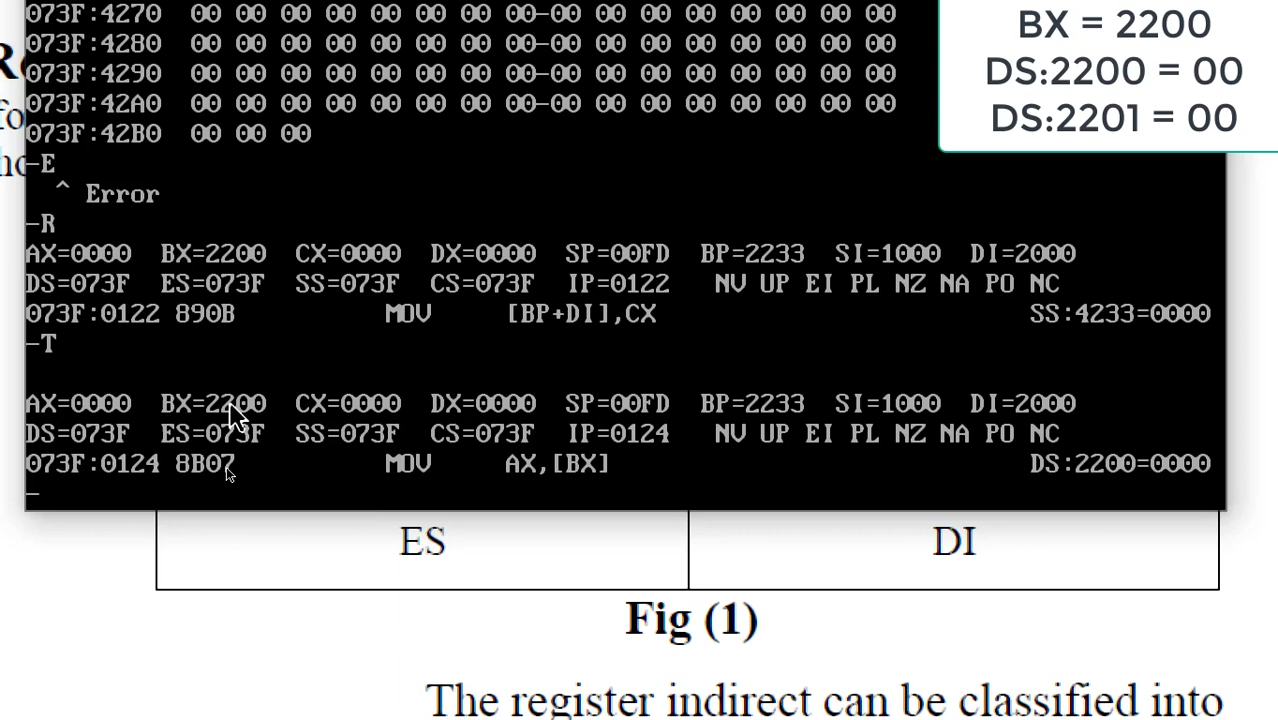 073F:4270 00 00 00 00 00 00 00 00-00 00 00 00 00 00 00 00
073F:4280 00 00 00 00 00 00 00 00-00 00 00 00 00 00 00 00
073F:4290 00 00 00 00 00 00 00 00-00 00 00 00 00 00 00 00
073F:42A0 00 00 00 00 00 00 00 00-00 00 00 00 00 00 00 00
073F:42B0 00 00 00
-E
^ Error
-R
AX=0000 BX=2200 CX=0000 DX=0000 SP=00FD BP=2233 SI=1000 DI=2000
DS=073F ES=073F SS=073F CS=073F IP=0122 NV UP EI PL NZ NA PO NC
073F:0122 890B MOV [BP+DI],CX SS:4233=0000
-T
AX=0000 BX=2200 CX=0000 DX=0000 SP=00FD BP=2233 SI=1000 DI=2000
DS=073F ES=073F SS=073F CS=073F IP=0124 NV UP EI PL NZ NA PO NC
073F:0124 8B07 MOV AX,[BX] DS:2200=0000
-
BX = 2200
DS:2200 = 00
DS:2201 = 00
ES DI
Fig (1)
The register indirect can be classified into